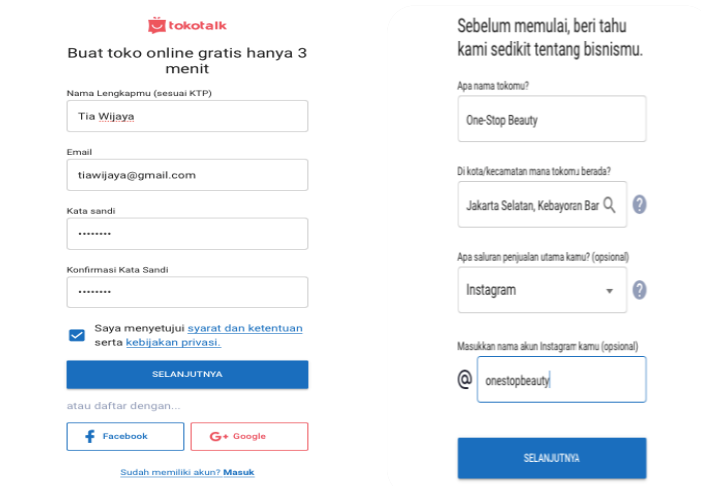 tokotalk
Buat toko online gratis hanya 3
menit
Nama Lengkapmu (sesuai KTP)
Tia Wijaya
Email
tiawijaya@gmail.com
Kata sandi
••••••••
Konfirmasi Kata Sandi
••••••••
Saya menyetujui syarat dan ketentuan
serta kebijakan privasi.
SELANJUTNYA
atau daftar dengan...
Facebook
G+ Google
Sudah memiliki akun? Masuk
Sebelum memulai, beri tahu
kami sedikit tentang bisnismu.
Apa nama tokomu?
One-Stop Beauty
Di kota/kecamatan mana tokomu berada?
Jakarta Selatan, Kebayoran Bar
Apa saluran penjualan utama kamu? (opsional)
Instagram
Masukkan nama akun Instagram kamu (opsional)
@ onestopbeauty
SELANJUTNYA